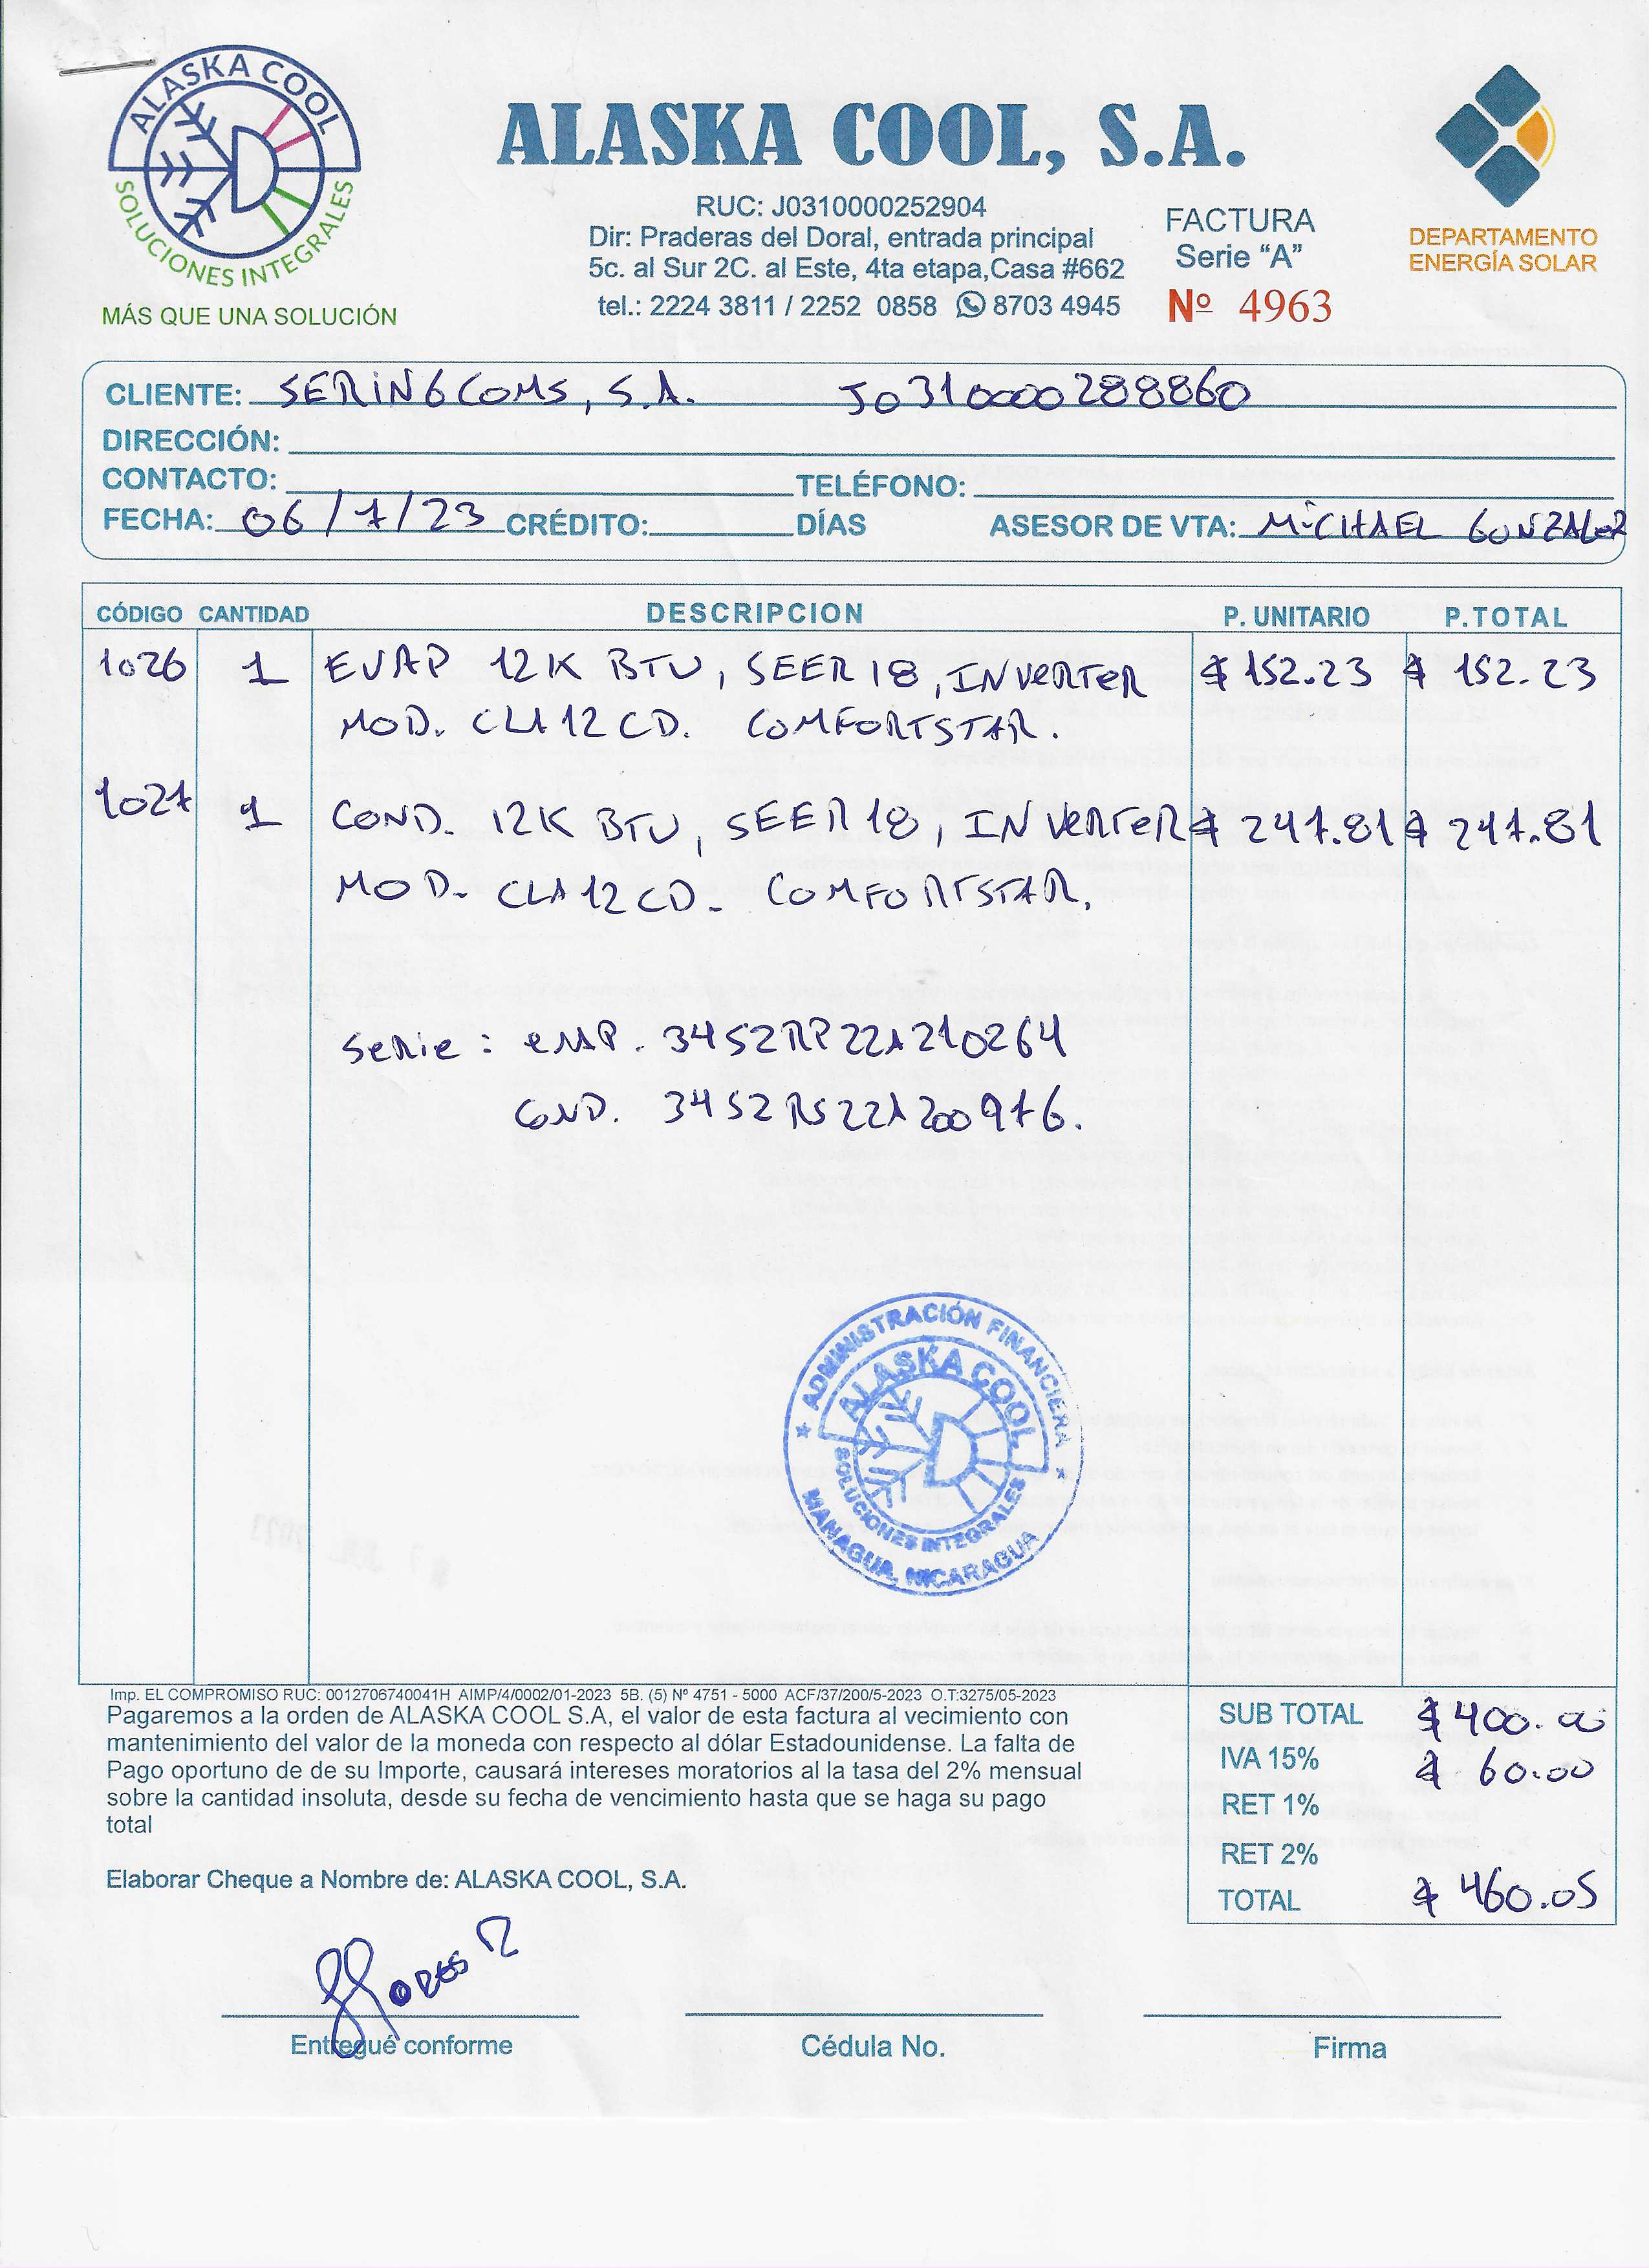 ALASKA COOL
SOLUCIONES INTEGRALES
MÁS QUE UNA SOLUCIÓN
ALASKA COOL, S.A.
RUC: J0310000252904
Dir: Praderas del Doral, entrada principal
5c. al Sur 2C. al Este, 4ta etapa,Casa #662
tel.: 2224 3811 / 2252 0858 8703 4945
FACTURA
Serie “A”
Nº 4963
DEPARTAMENTO
ENERGÍA SOLAR
CLIENTE: SERINGCOMS, S.A. J0310000288860
DIRECCIÓN:
CONTACTO: TELÉFONO:
FECHA: 06/7/23 CRÉDITO: DÍAS ASESOR DE VTA: MiCHAEL GONZALez
CÓDIGO CANTIDAD DESCRIPCION P. UNITARIO P.TOTAL
1026 1 EVAP 12K BTU, SEER 18, INVeRTeR $ 152.23 $ 152.23
MOD. CLA12CD. COMFORTSTAR.
1027 1 COND. 12K BTU, SEER 18, INVeRTeR $ 247.81 $ 247.81
MOD. CLA12CD. COMFORTSTAR.
Serie: eVAP. 3452RP22A210264
COND. 3452RS22A200976.
ADMINISTRACIÓN FINANCIERA
ALASKA COOL
SOLUCIONES INTEGRALES
MANAGUA, NICARAGUA
Imp. EL COMPROMISO RUC: 0012706740041H AIMP/4/0002/01-2023 5B. (5) Nº 4751 - 5000 ACF/37/200/5-2023 O.T:3275/05-2023
Pagaremos a la orden de ALASKA COOL S.A, el valor de esta factura al vecimiento con
mantenimiento del valor de la moneda con respecto al dólar Estadounidense. La falta de
Pago oportuno de de su Importe, causará intereses moratorios al la tasa del 2% mensual
sobre la cantidad insoluta, desde su fecha de vencimiento hasta que se haga su pago
total
Elaborar Cheque a Nombre de: ALASKA COOL, S.A.
SUB TOTAL $ 400.00
IVA 15% $ 60.00
RET 1%
RET 2%
TOTAL $ 460.05
Entregué conforme
Cédula No.
Firma